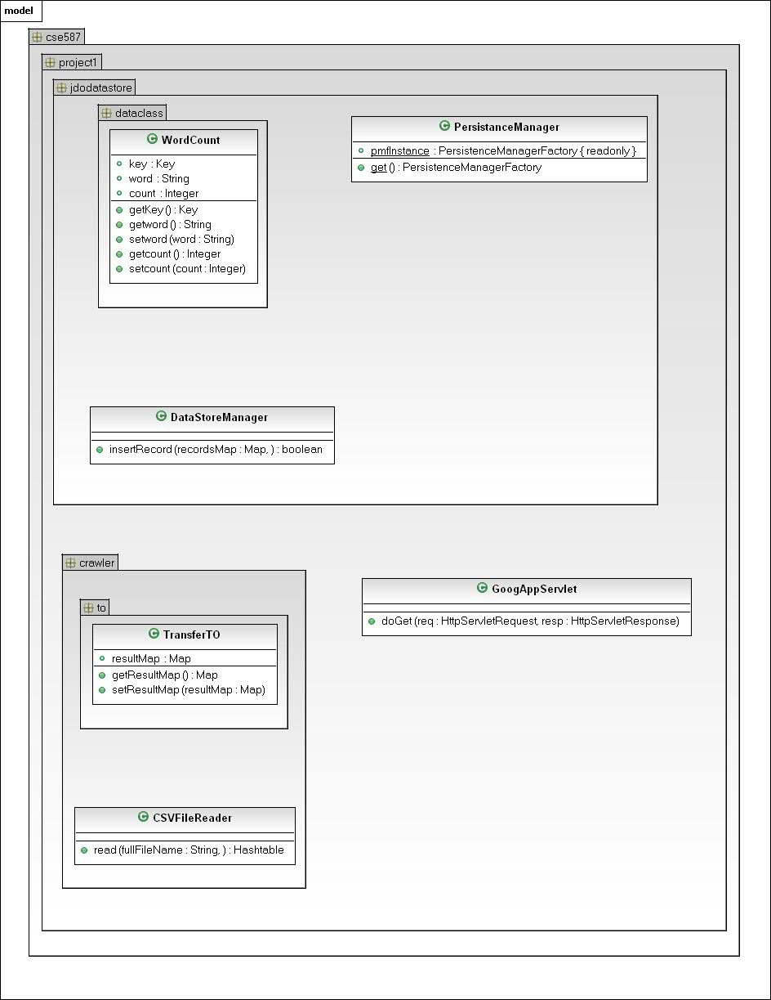 model
cse587
project1
jdodatastore
dataclass
WordCount
key : Key
word : String
count : Integer
getKey () : Key
getword () : String
setword (word : String)
getcount () : Integer
setcount (count : Integer)
PersistanceManager
pmfInstance : PersistenceManagerFactory { readonly }
get () : PersistenceManagerFactory
DataStoreManager
insertRecord (recordsMap : Map, ) : boolean
crawler
to
TransferTO
resultMap : Map
getResultMap () : Map
setResultMap (resultMap : Map)
GoogAppServlet
doGet (req : HttpServletRequest, resp : HttpServletResponse)
CSVFileReader
read (fullFileName : String, ) : Hashtable